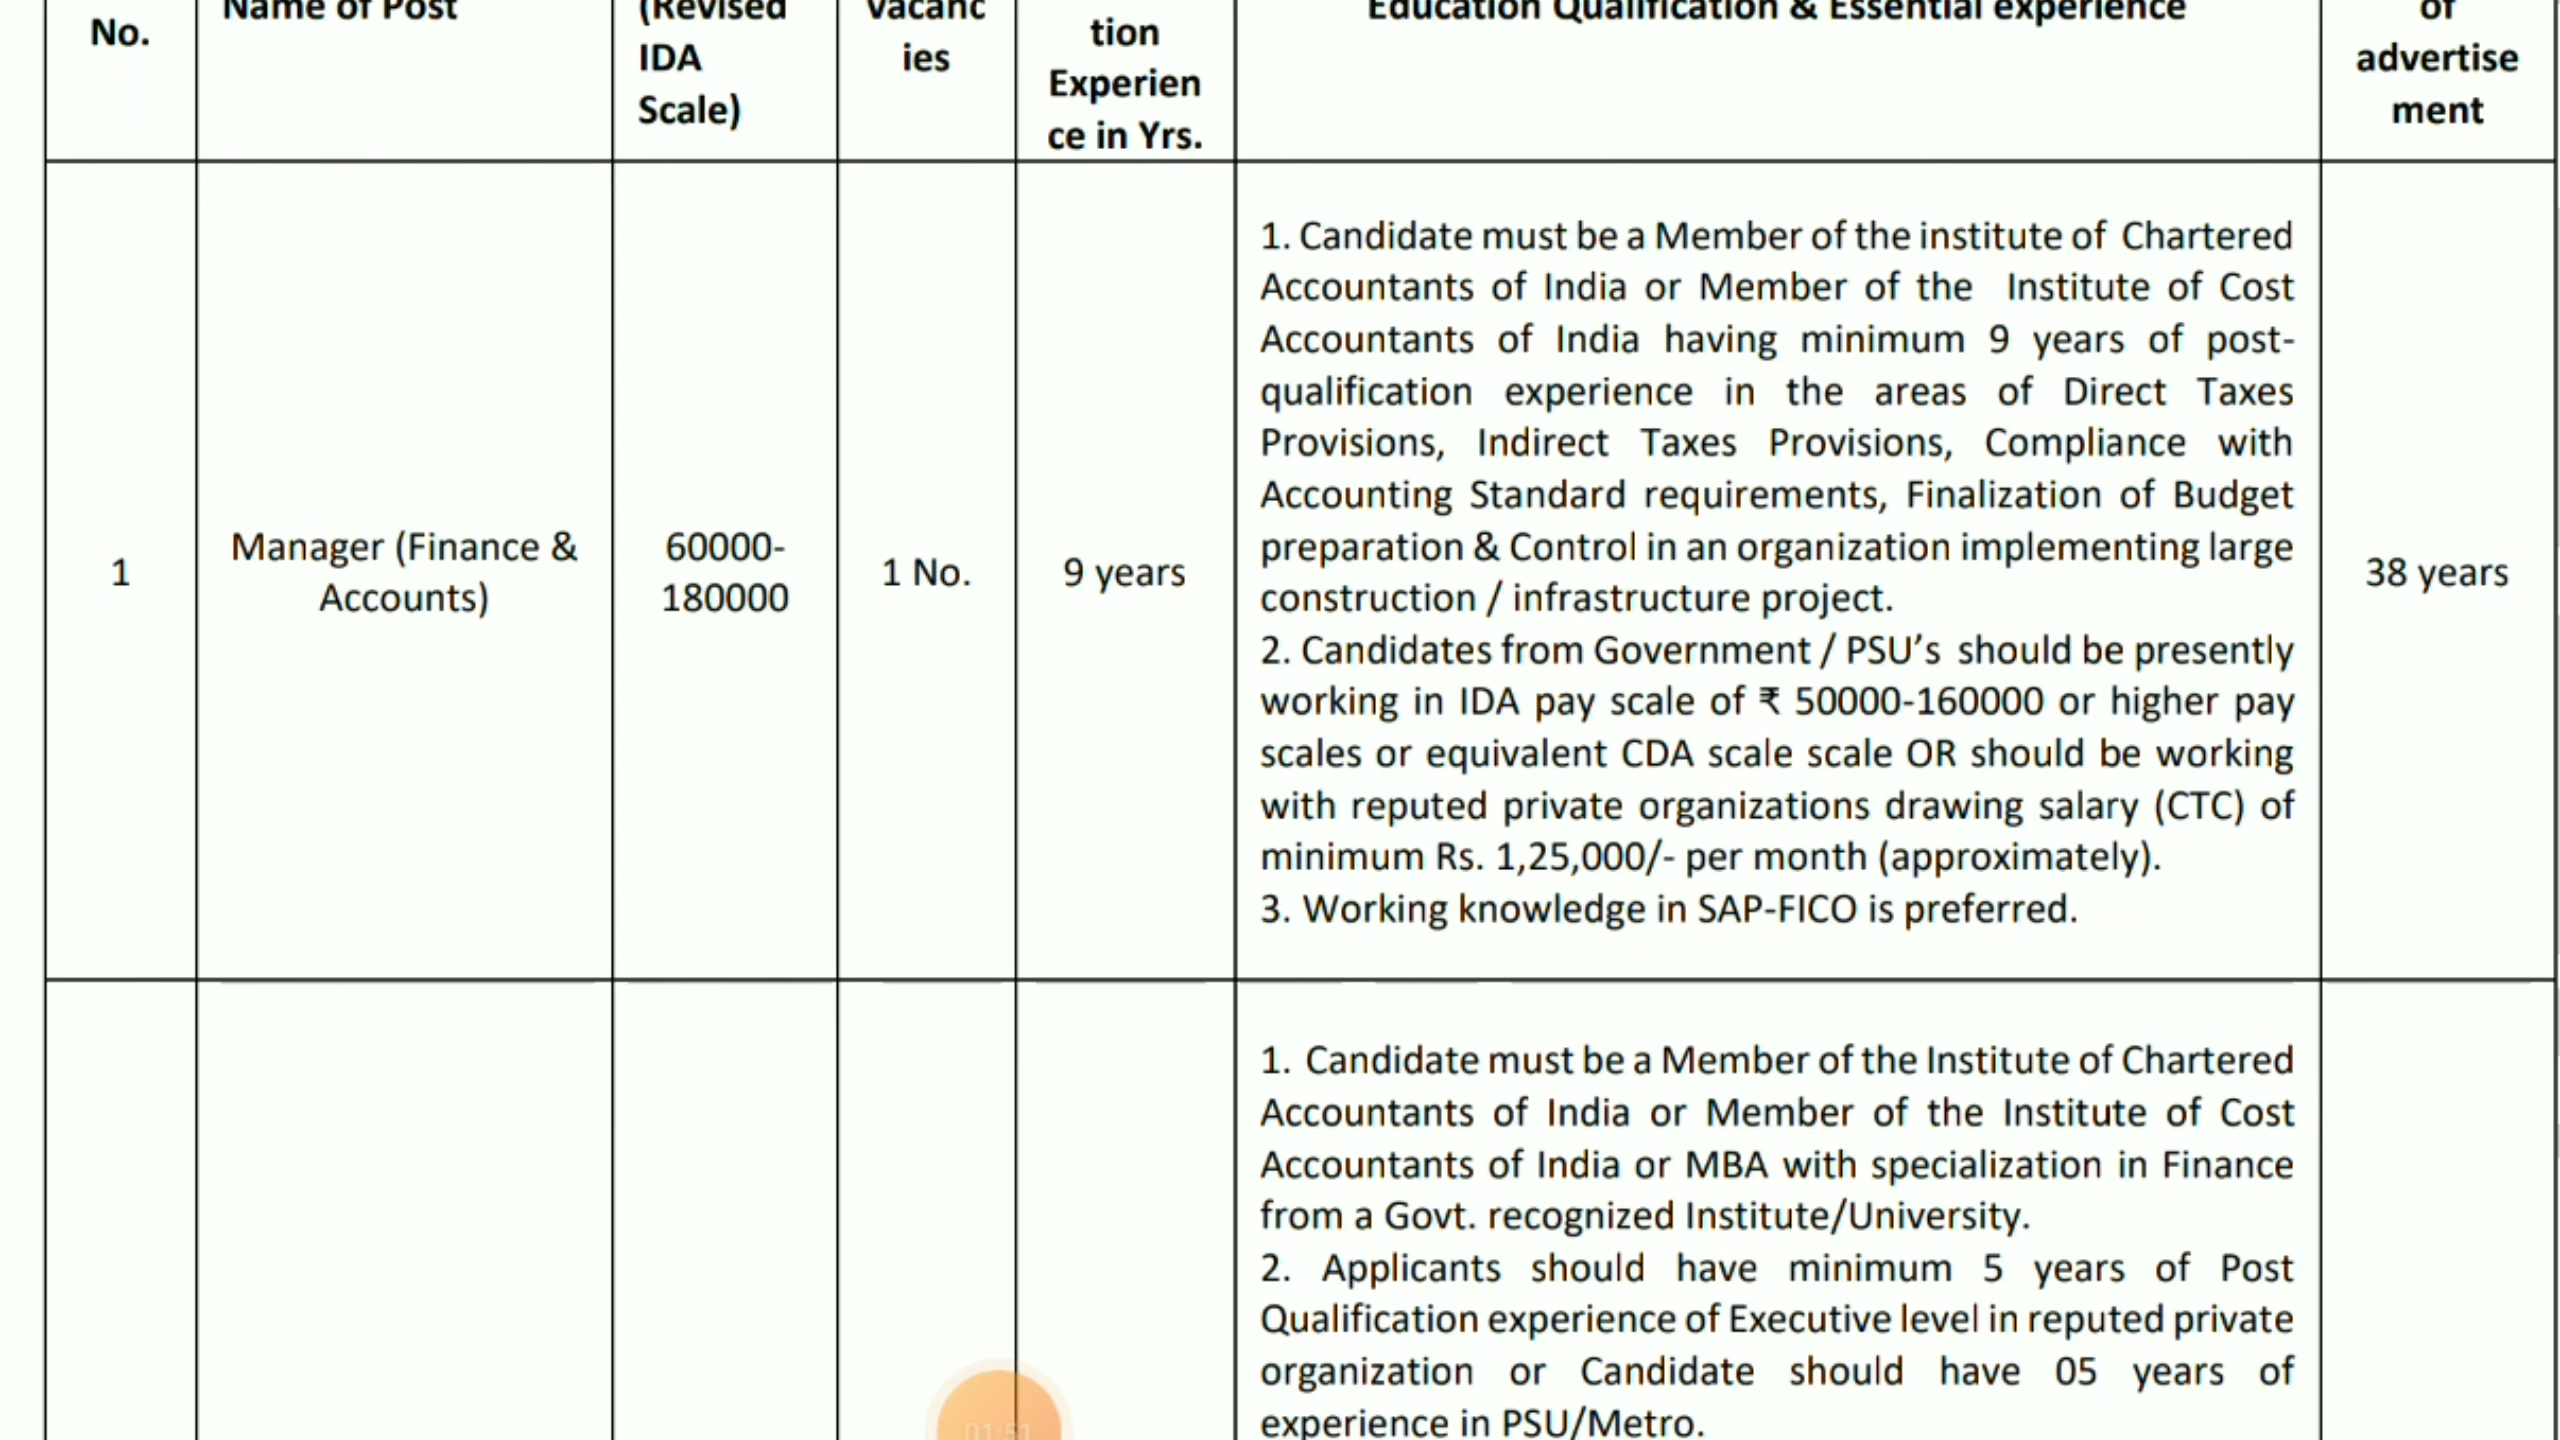 No.
Name of Post
(Revised
IDA
Scale)
Vacanc
ies
tion
Experien
ce in Yrs.
Education Qualification & Essential experience
of
advertise
ment
1
Manager (Finance &
Accounts)
60000-
180000
1 No.
9 years
1. Candidate must be a Member of the institute of Chartered
Accountants of India or Member of the Institute of Cost
Accountants of India having minimum 9 years of post-
qualification experience in the areas of Direct Taxes
Provisions, Indirect Taxes Provisions, Compliance with
Accounting Standard requirements, Finalization of Budget
preparation & Control in an organization implementing large
construction / infrastructure project.
2. Candidates from Government / PSU’s should be presently
working in IDA pay scale of ₹ 50000-160000 or higher pay
scales or equivalent CDA scale scale OR should be working
with reputed private organizations drawing salary (CTC) of
minimum Rs. 1,25,000/- per month (approximately).
3. Working knowledge in SAP-FICO is preferred.
38 years
1. Candidate must be a Member of the Institute of Chartered
Accountants of India or Member of the Institute of Cost
Accountants of India or MBA with specialization in Finance
from a Govt. recognized Institute/University.
2. Applicants should have minimum 5 years of Post
Qualification experience of Executive level in reputed private
organization or Candidate should have 05 years of
experience in PSU/Metro.
01:51